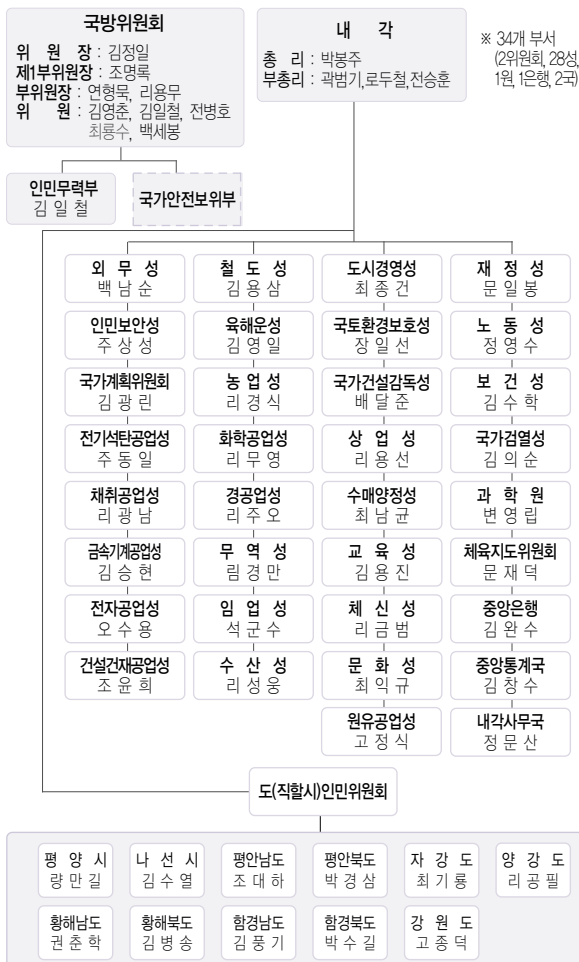 국방위원회
위 원 장 : 김정일
제1부위원장 : 조명록
부위원장 : 연형묵, 리용무
위 원 : 김영춘, 김일철, 전병호
최룡수, 백세봉
내 각
총 리 : 박봉주
부총리 : 곽범기,로두철,전승훈
※ 34개 부서
(2위원회, 28성,
1원, 1은행, 2국)
인민무력부
김 일 철
국가안전보위부
외 무 성
백 남 순
철 도 성
김 용 삼
도시경영성
최 종 건
재 정 성
문 일 봉
인민보안성
주 상 성
육해운성
김 영 일
국토환경보호성
장 일 선
노 동 성
정 영 수
국가계획위원회
김 광 린
농 업 성
리 경 식
국가건설감독성
배 달 준
보 건 성
김 수 학
전기석탄공업성
주 동 일
화학공업성
리 무 영
상 업 성
리 용 선
국가검열성
김 의 순
채취공업성
리 광 남
경공업성
리 주 오
수매양정성
최 남 균
과 학 원
변 영 립
금속기계공업성
김 승 현
무 역 성
림 경 만
교 육 성
김 용 진
체육지도위원회
문 재 덕
전자공업성
오 수 용
임 업 성
석 군 수
체 신 성
리 금 범
중앙은행
김 완 수
건설건재공업성
조 윤 희
수 산 성
리 성 웅
문 화 성
최 익 규
중앙통계국
김 창 수
원유공업성
고 정 식
내각사무국
정 문 산
도(직할시)인민위원회
평 양 시
량 만 길
나 선 시
김 수 열
평안남도
조 대 하
평안북도
박 경 삼
자 강 도
최 기 룡
양 강 도
리 공 필
황해남도
권 춘 학
황해북도
김 병 송
함경남도
김 풍 기
함경북도
박 수 길
강 원 도
고 종 덕